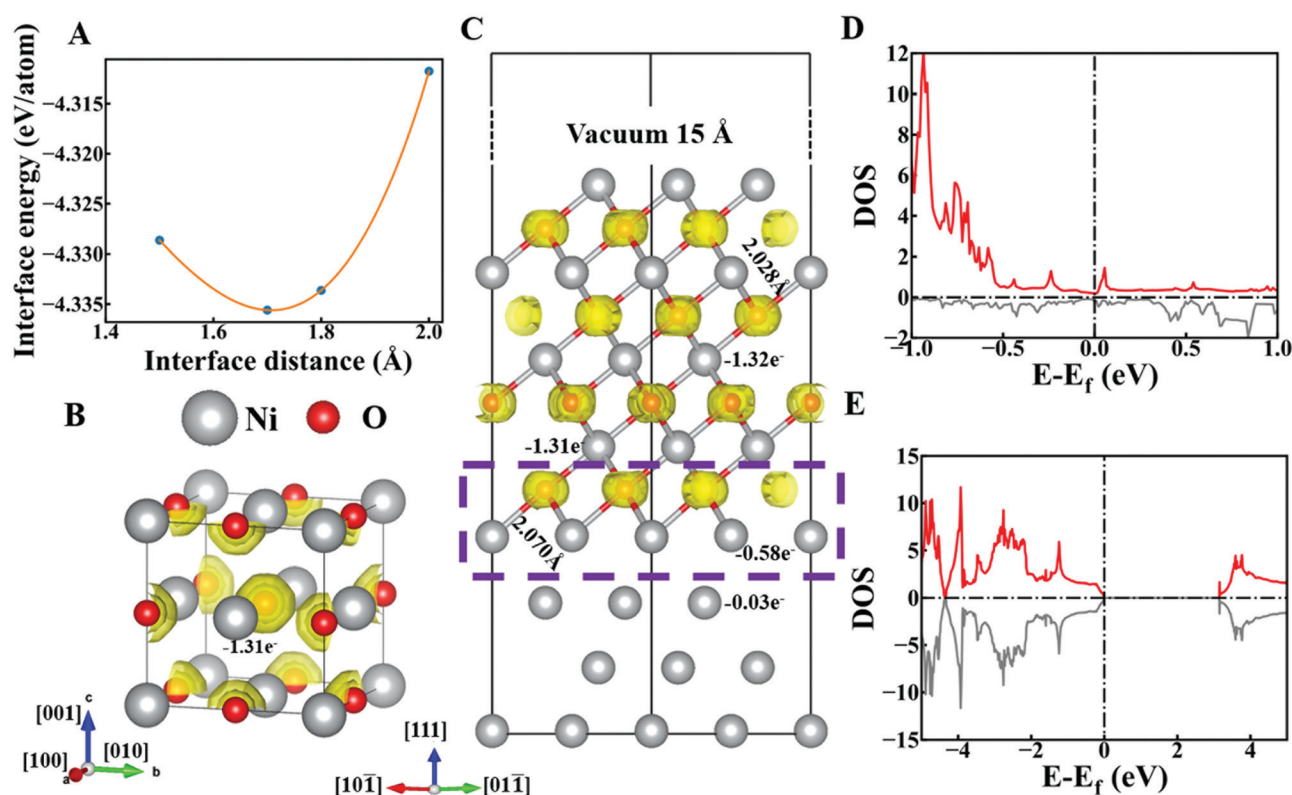 A
Interface energy (eV/atom)
−4.315
−4.320
−4.325
−4.330
−4.335
1.4
1.6
1.8
2.0
Interface distance (Å)
B
Ni
O
-1.31e⁻
[001]
c
[100]
a
[010]
b
C
Vacuum 15 Å
2.028Å
-1.32e⁻
-1.31e⁻
2.070Å
-0.58e⁻
-0.03e⁻
[111]
[101̄]
[011̄]
D
DOS
12
10
8
6
4
2
0
−2
-1.0
−0.5
0.0
0.5
1.0
E-E_f (eV)
E
DOS
15
10
5
0
−5
−10
−15
−4
−2
0
2
4
E-E_f (eV)